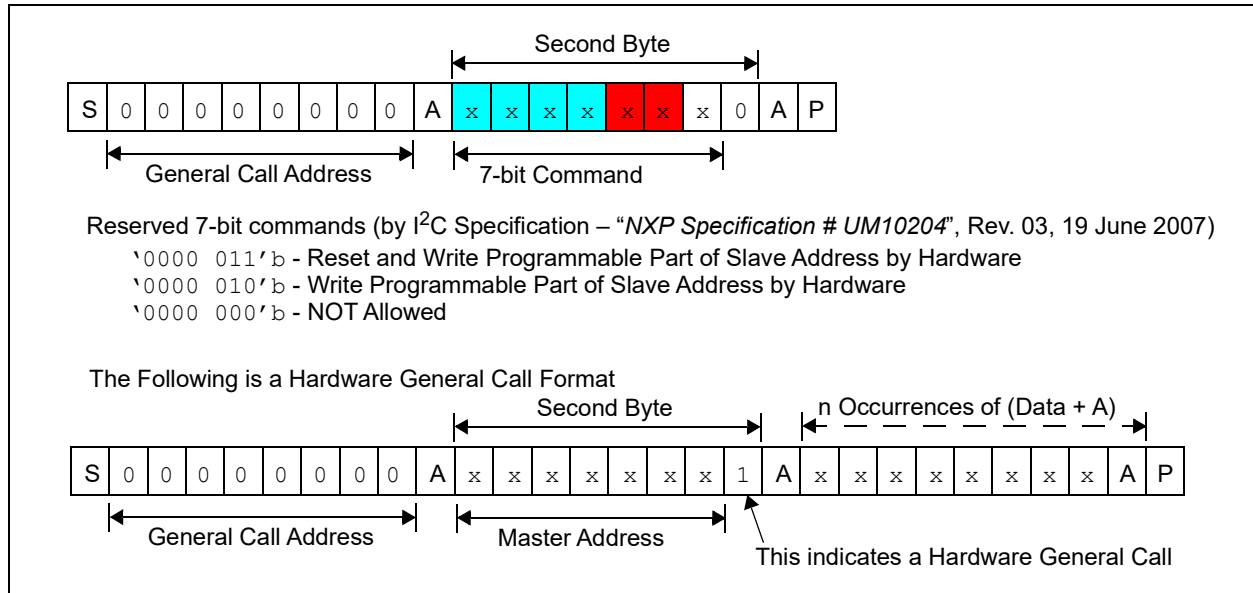 Second Byte
S 0 0 0 0 0 0 0 0 A x x x x x x x 0 A P
General Call Address 7-bit Command
Reserved 7-bit commands (by I²C Specification – “NXP Specification # UM10204”, Rev. 03, 19 June 2007)
‘0000 011’b - Reset and Write Programmable Part of Slave Address by Hardware
‘0000 010’b - Write Programmable Part of Slave Address by Hardware
‘0000 000’b - NOT Allowed
The Following is a Hardware General Call Format
Second Byte n Occurrences of (Data + A)
S 0 0 0 0 0 0 0 0 A x x x x x x x 1 A x x x x x x x x A P
General Call Address Master Address
This indicates a Hardware General Call